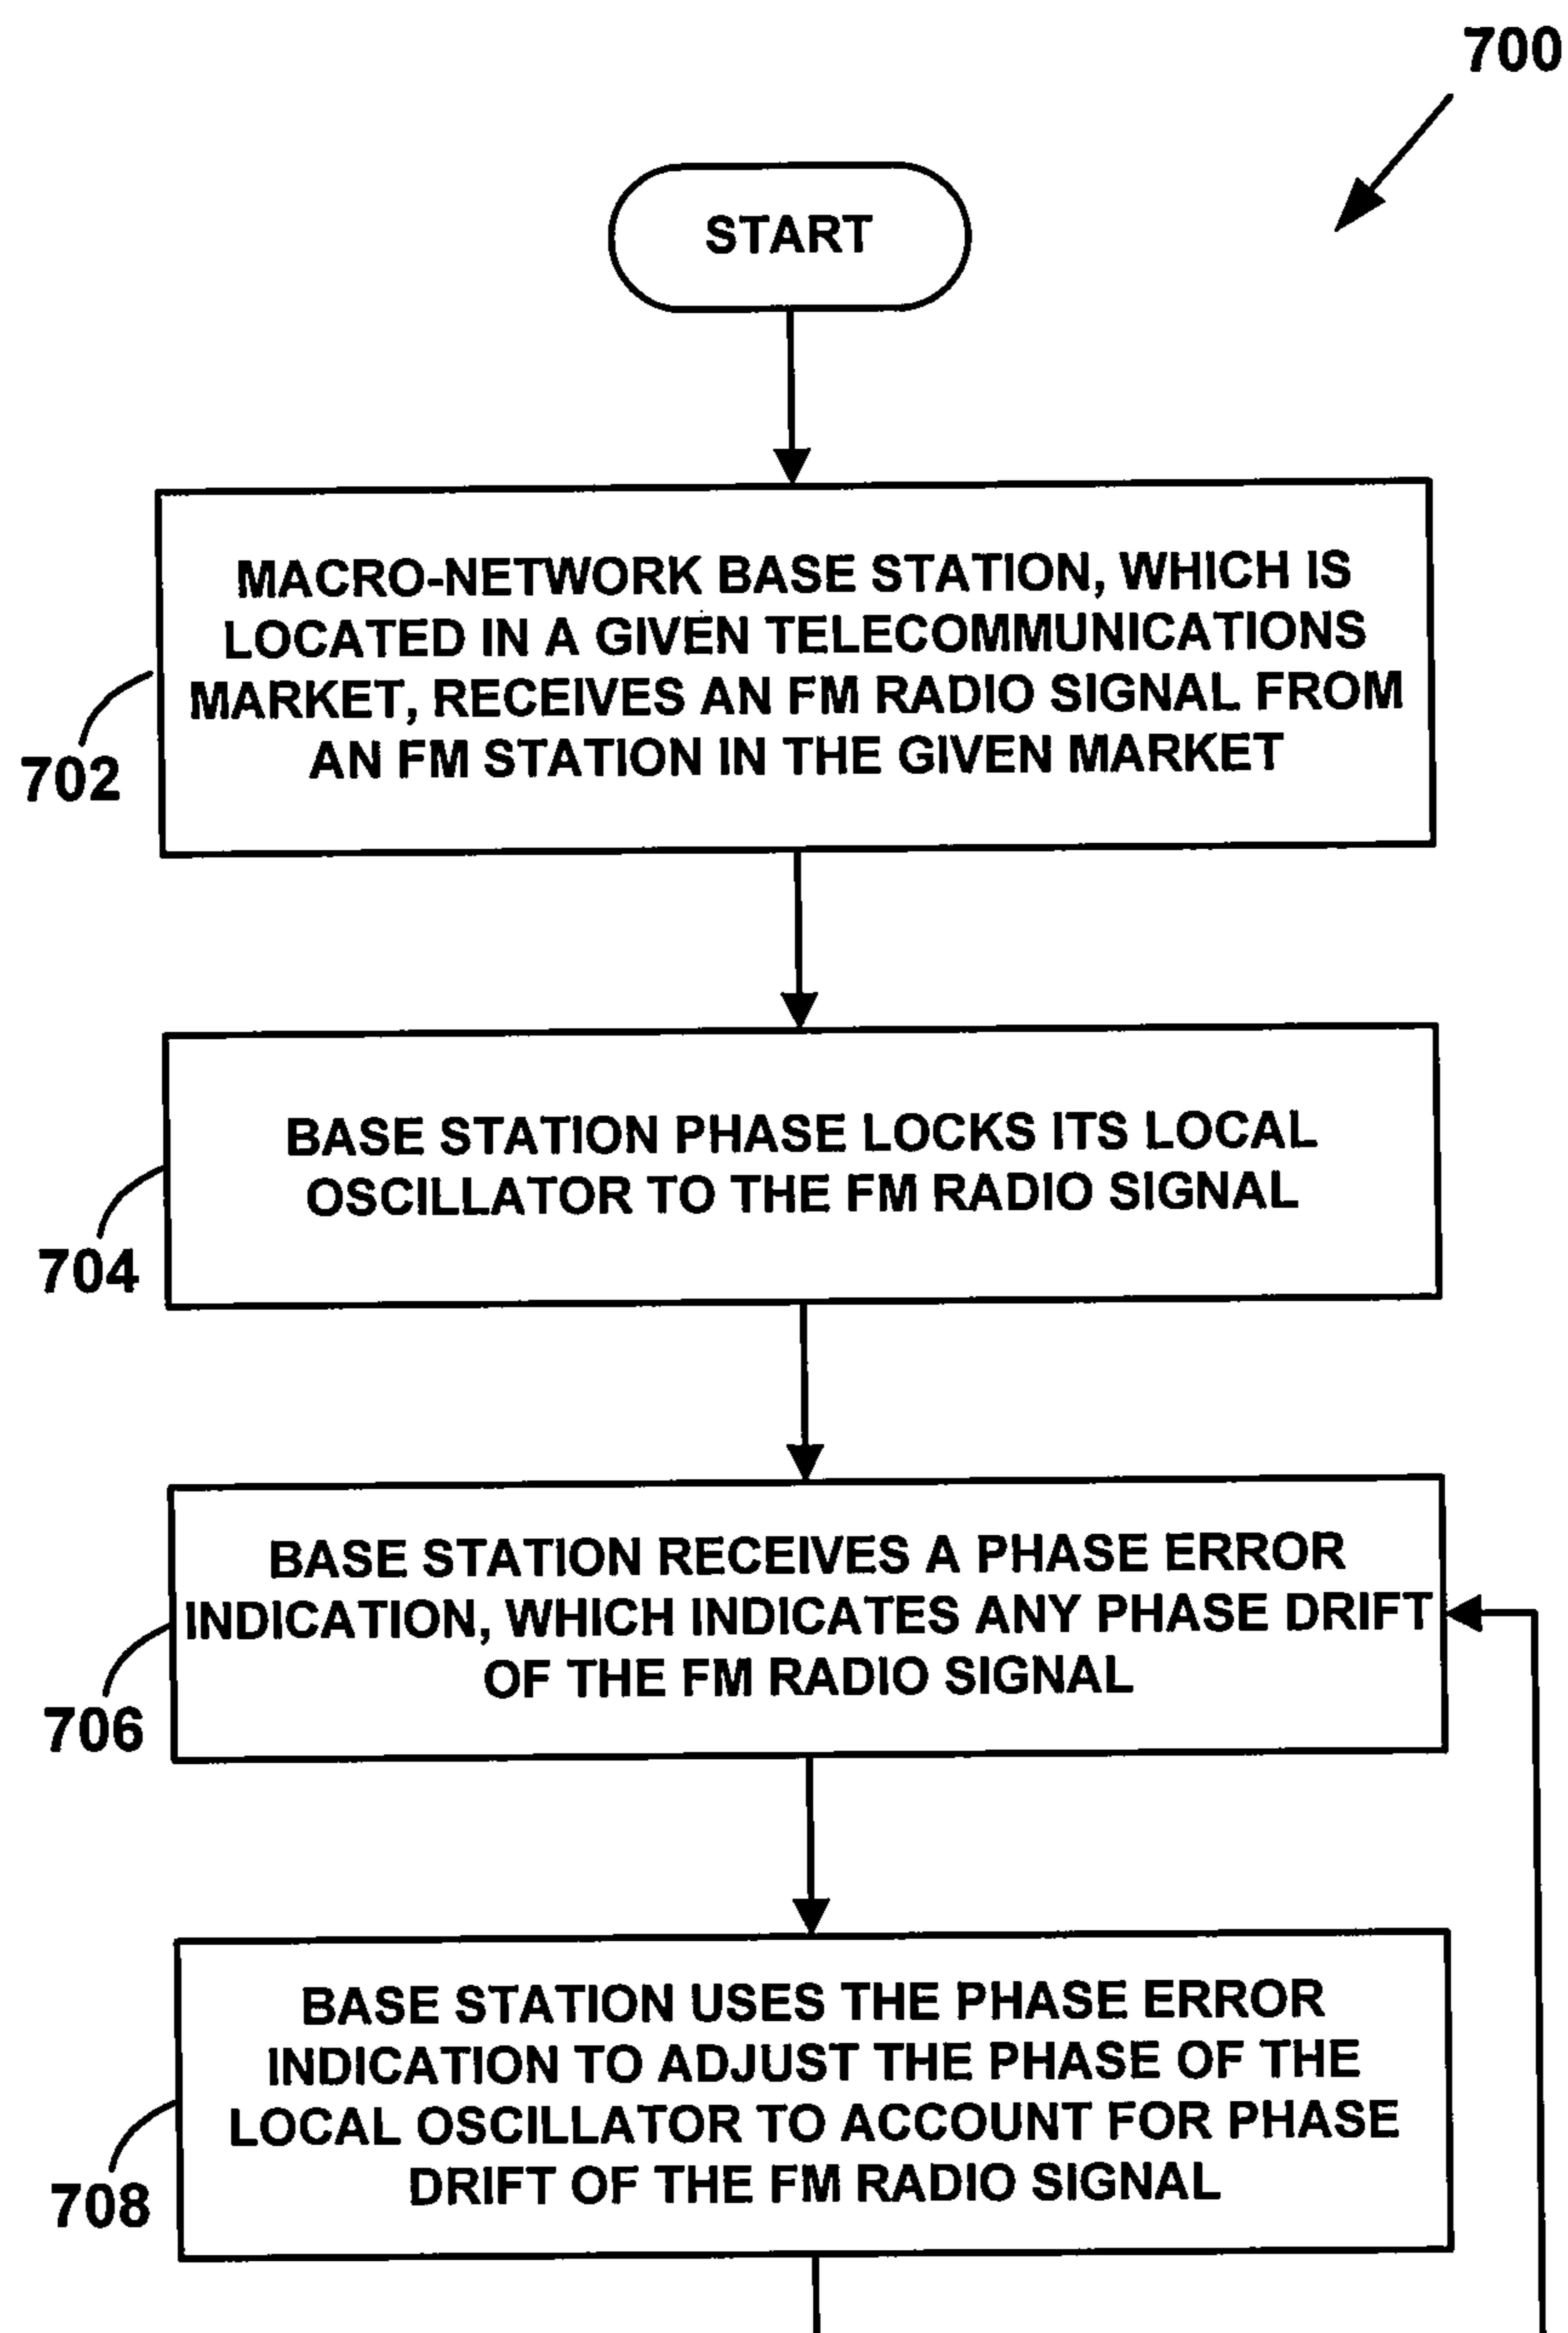 700
START
MACRO-NETWORK BASE STATION, WHICH IS
LOCATED IN A GIVEN TELECOMMUNICATIONS
MARKET, RECEIVES AN FM RADIO SIGNAL FROM
AN FM STATION IN THE GIVEN MARKET
702
BASE STATION PHASE LOCKS ITS LOCAL
OSCILLATOR TO THE FM RADIO SIGNAL
704
BASE STATION RECEIVES A PHASE ERROR
INDICATION, WHICH INDICATES ANY PHASE DRIFT
OF THE FM RADIO SIGNAL
706
BASE STATION USES THE PHASE ERROR
INDICATION TO ADJUST THE PHASE OF THE
LOCAL OSCILLATOR TO ACCOUNT FOR PHASE
DRIFT OF THE FM RADIO SIGNAL
708